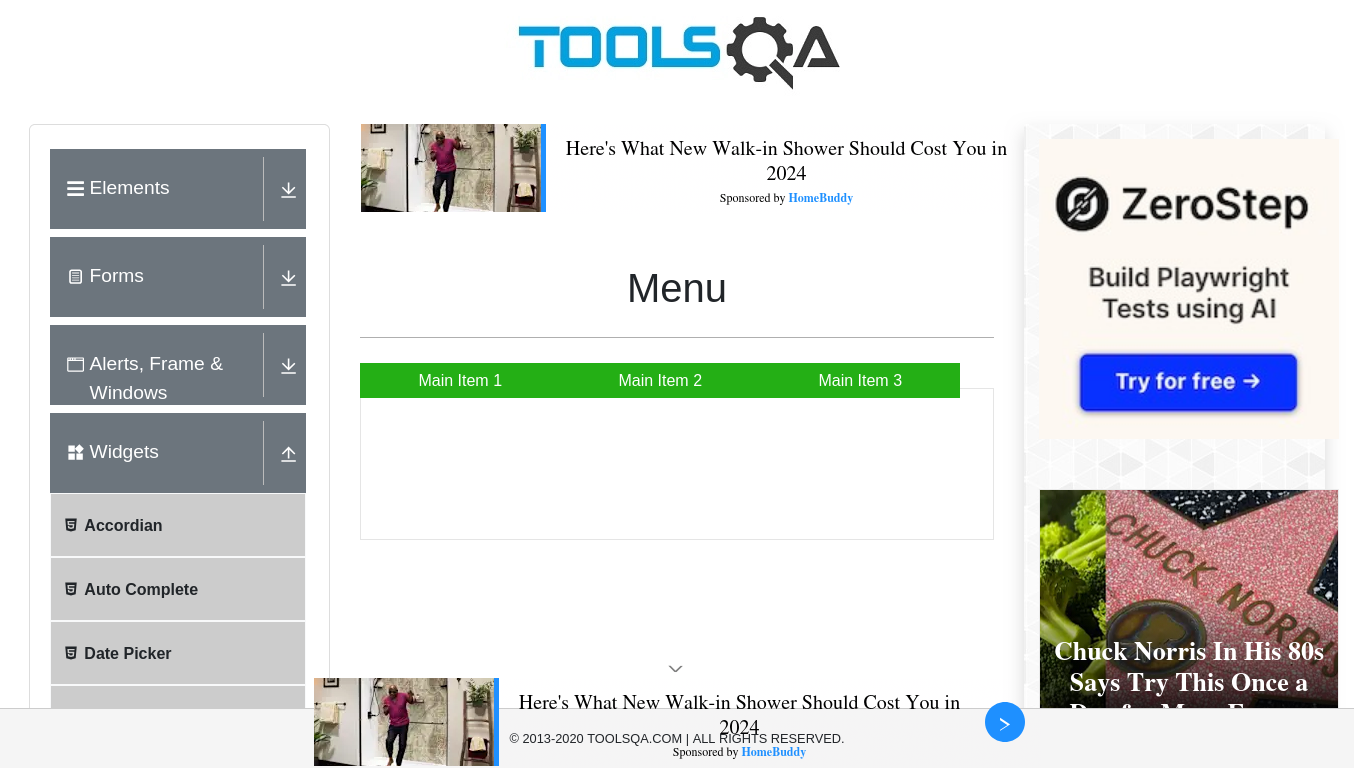 TOOLSQA
Elements
Forms
Alerts, Frame &
Windows
Widgets
Accordian
Auto Complete
Date Picker
Here's What New Walk-in Shower Should Cost You in
2024
Sponsored by HomeBuddy
Menu
Main Item 1
Main Item 2
Main Item 3
ZeroStep
Build Playwright
Tests using AI
Try for free →
CHUCK NORRIS
Chuck Norris In His 80s
Says Try This Once a
Here's What New Walk-in Shower Should Cost You in
2024
© 2013-2020 TOOLSQA.COM | ALL RIGHTS RESERVED.
Sponsored by HomeBuddy